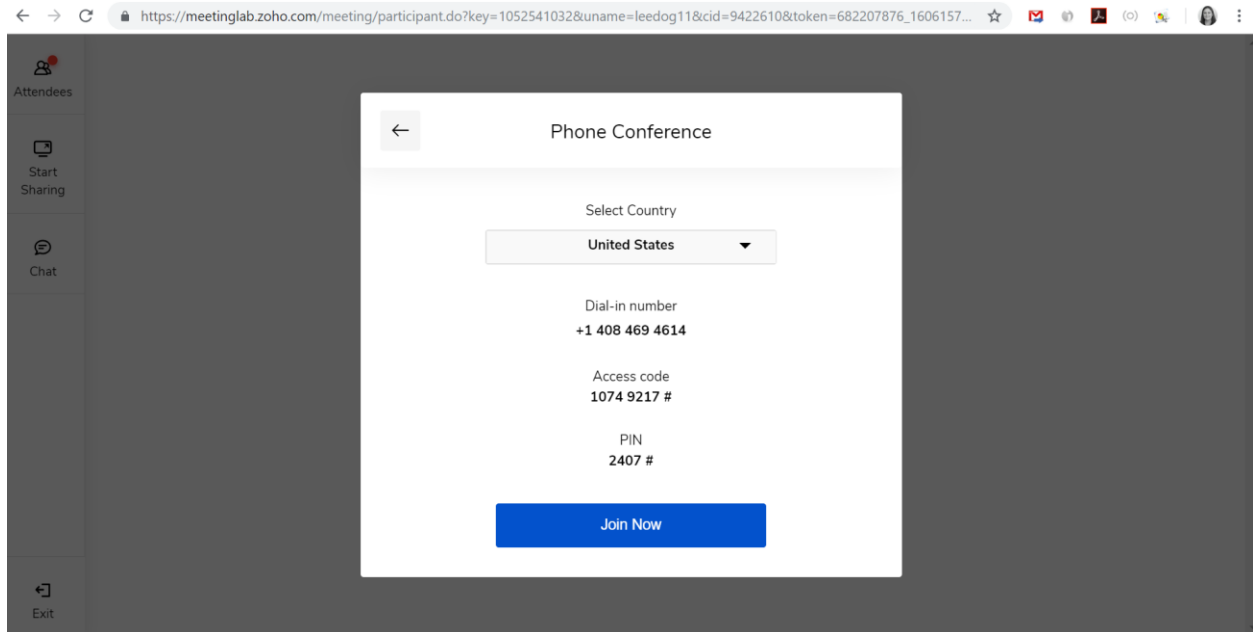 https://meetinglab.zoho.com/meeting/participant.do?key=1052541032&uname=leedog11&cid=9422610&token=682207876_1606157...
Attendees
Start
Sharing
Chat
Exit
Phone Conference
Select Country
United States
Dial-in number
+1 408 469 4614
Access code
1074 9217 #
PIN
2407 #
Join Now